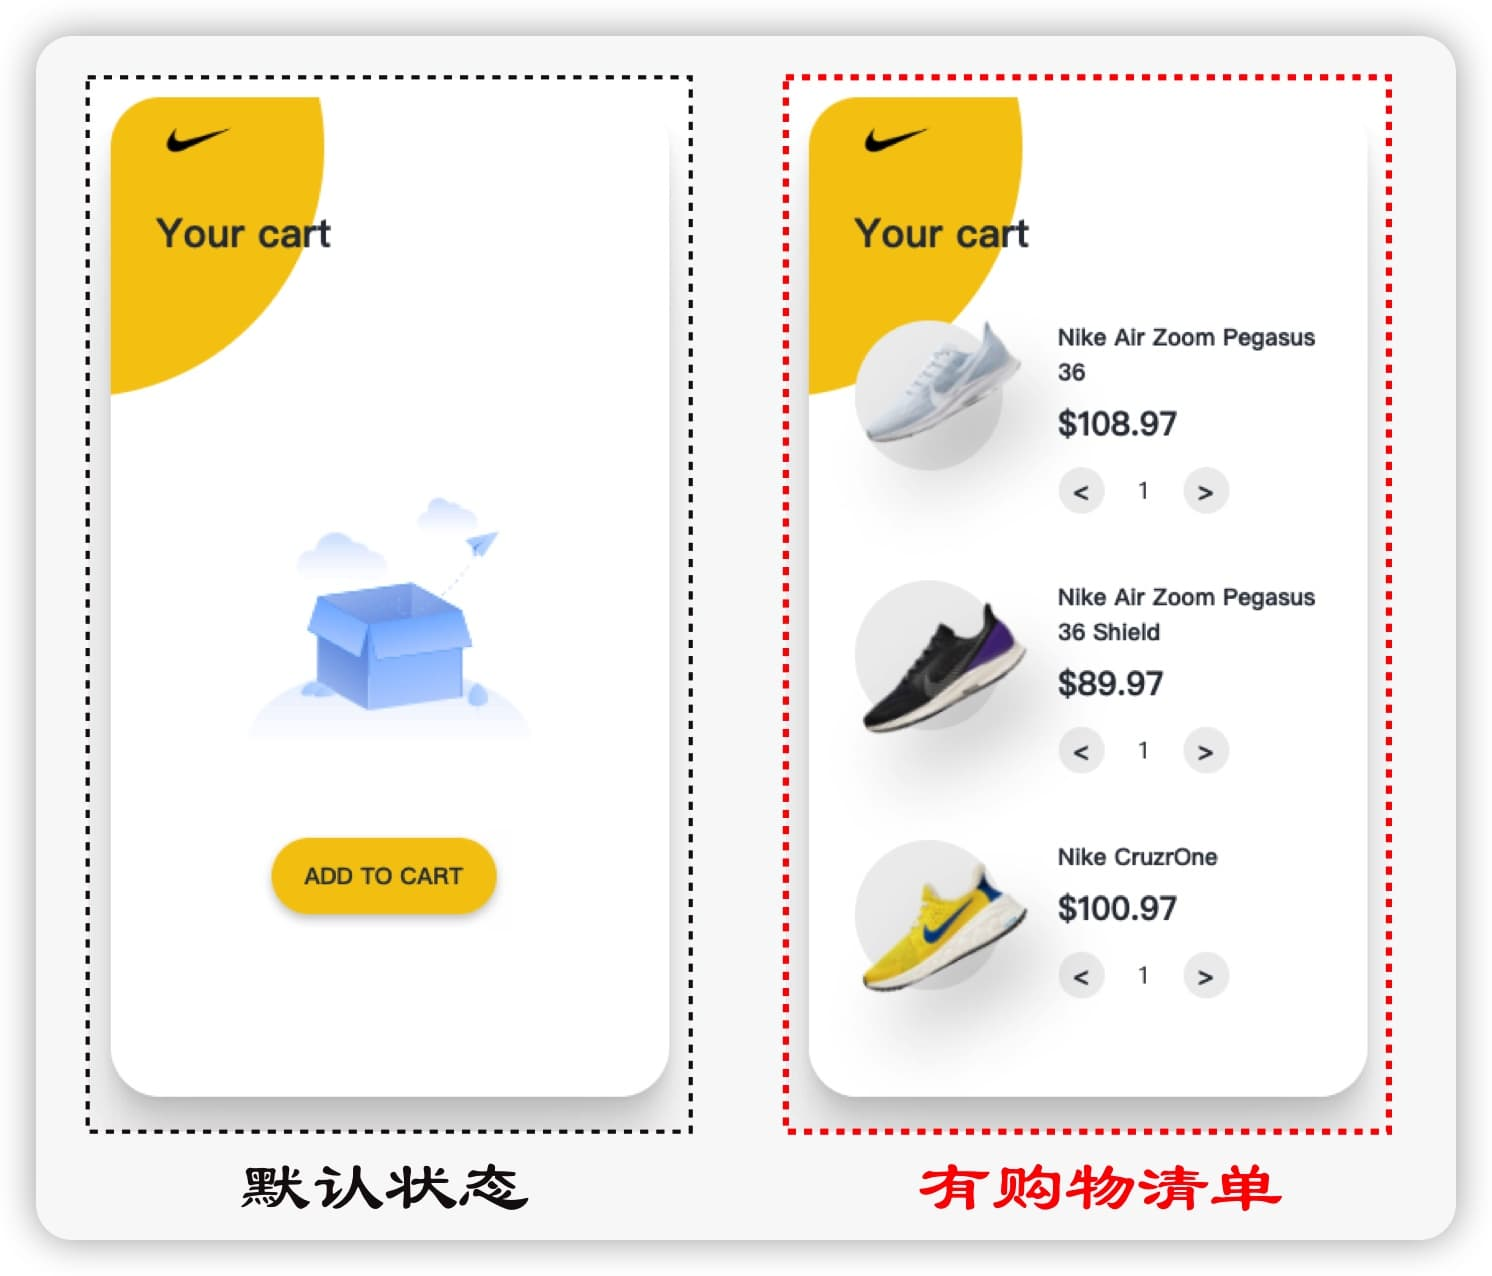 Your cart
ADD TO CART
默认状态
Your cart
Nike Air Zoom Pegasus
36
$108.97
< 1 >
Nike Air Zoom Pegasus
36 Shield
$89.97
< 1 >
Nike CruzrOne
$100.97
< 1 >
有购物清单